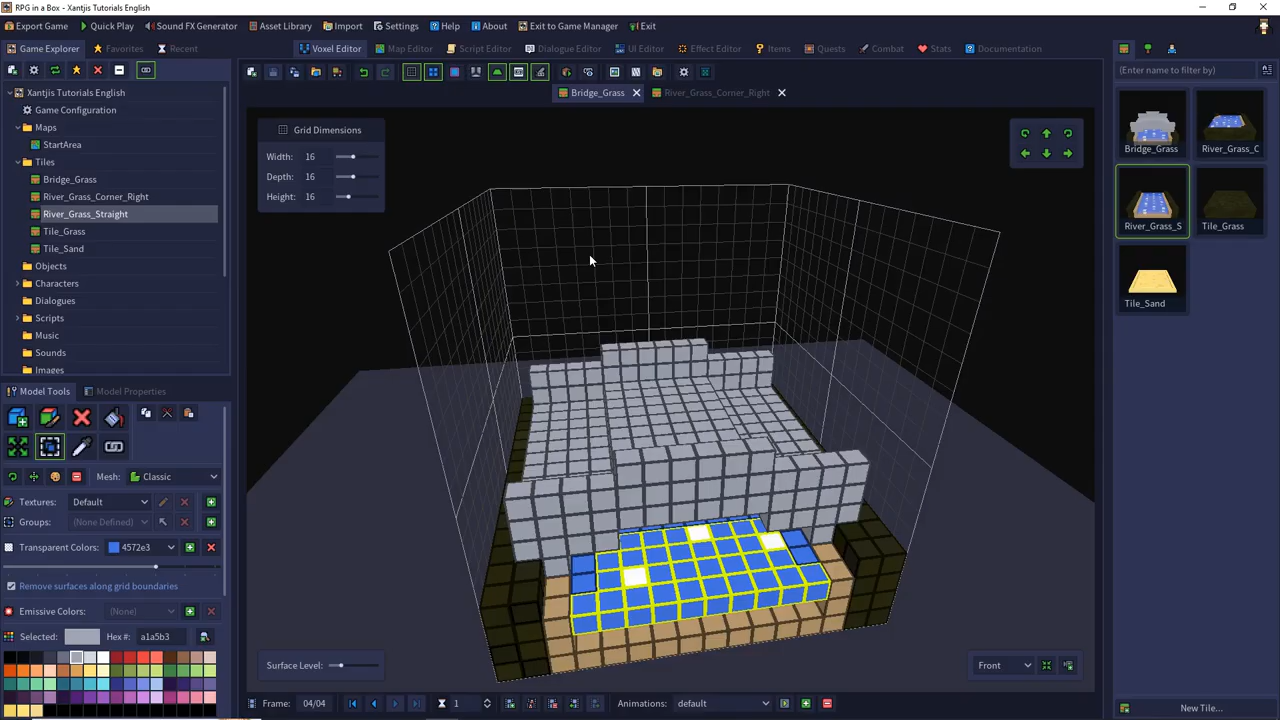 RPG in a Box — Xantjis Tutorials English
Export Game
Quick Play
Sound FX Generator
Asset Library
Import
Settings
Help
About
Exit to Game Manager
Exit
Game Explorer
Favorites
Recent
Voxel Editor
Map Editor
Script Editor
Dialogue Editor
UI Editor
Effect Editor
Items
Quests
Combat
Stats
Documentation
(Enter name to filter by)
Bridge_Grass
River_Grass_Corner_Right
Xantjis Tutorials English
Game Configuration
Maps
StartArea
Tiles
Bridge_Grass
River_Grass_Corner_Right
River_Grass_Straight
Tile_Grass
Tile_Sand
Objects
Characters
Dialogues
Scripts
Music
Sounds
Images
Grid Dimensions
Width: 16
Depth: 16
Height: 16
Bridge_Grass
River_Grass_C
River_Grass_S
Tile_Grass
Tile_Sand
Model Tools
Model Properties
Mesh: Classic
Textures: Default
Groups: (None Defined)
Transparent Colors: 4572e3
Remove surfaces along grid boundaries
Emissive Colors: (None)
Selected: Hex #: a1a5b3
Surface Level:
Front
Frame: 04/04
1
Animations: default
New Tile...